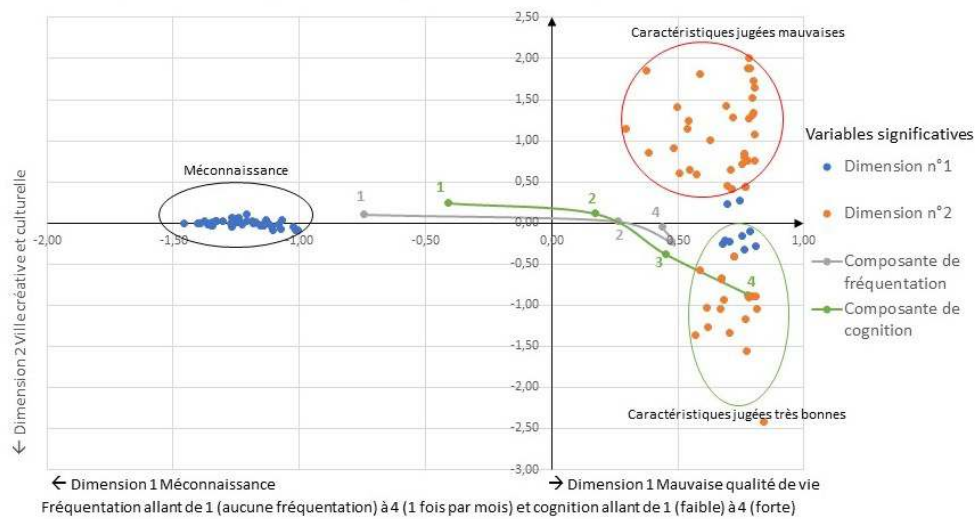 2,50
Caractéristiques jugées mauvaises
2,00
1,50
1,00
Variables significatives
Méconnaissance
Dimension n°1
0,50
1
2
Dimension n°2
1
4
0,00
-2,00
-1,50
-1,00
-0,50
0,00
2
0,50
1,00
3
-0,50
Composante de
fréquentation
4
-1,00
Composante de
cognition
-1,50
-2,00
Caractéristiques jugées très bonnes
-2,50
-3,00
← Dimension 2 Ville créative et culturelle
← Dimension 1 Méconnaissance
→ Dimension 1 Mauvaise qualité de vie
Fréquentation allant de 1 (aucune fréquentation) à 4 (1 fois par mois) et cognition allant de 1 (faible) à 4 (forte)